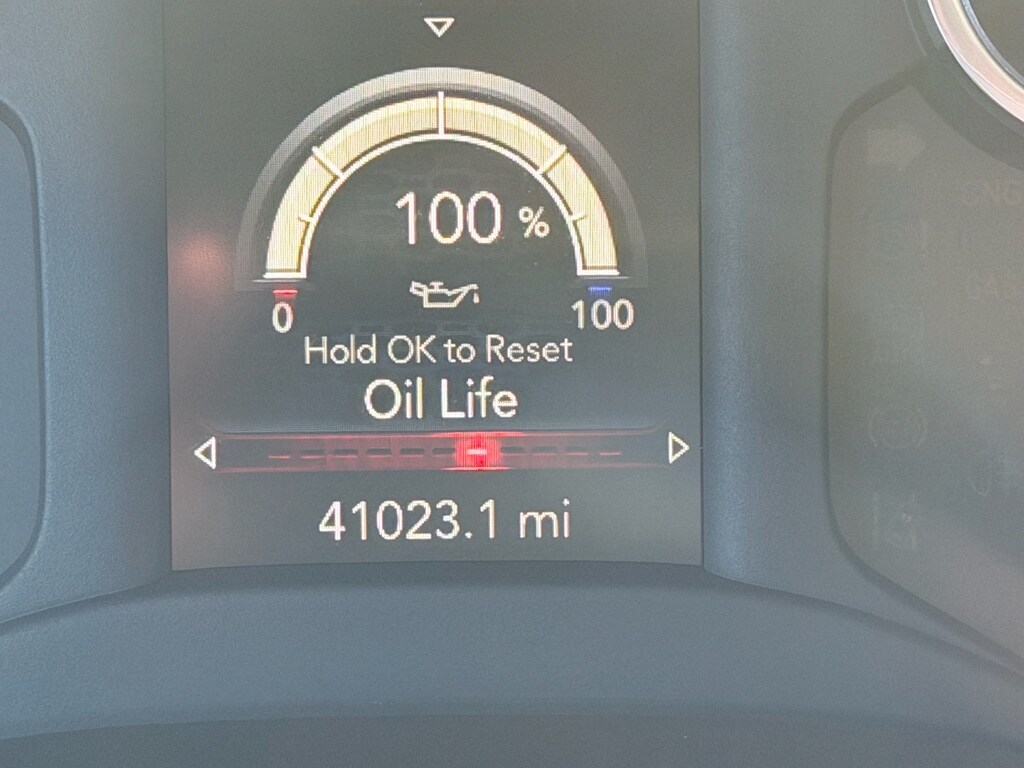 100 %
0 100
Hold OK to Reset
Oil Life
41023.1 mi